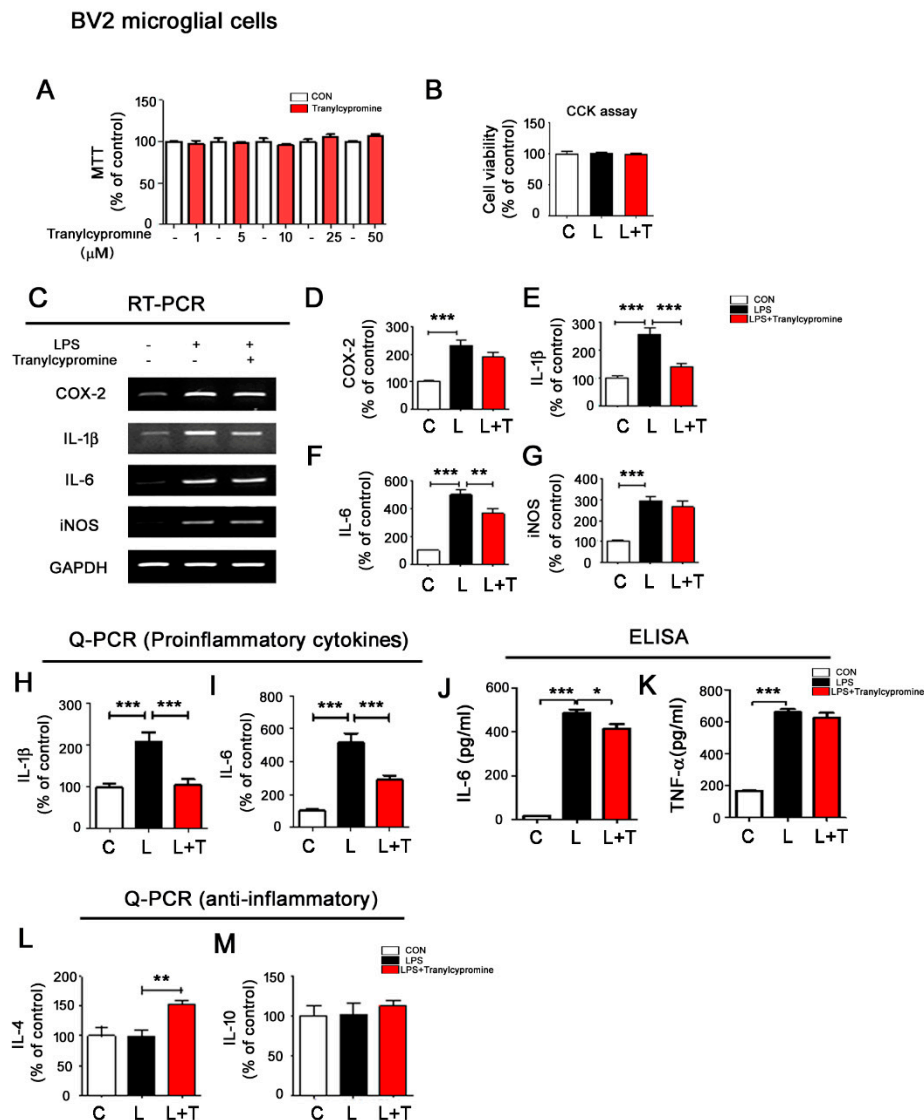 BV2 microglial cells
A
CON
Tranylcypromine
MTT
(% of control)
150
100
50
0
Tranylcypromine
(μM)
- 1 - 5 - 10 - 25 - 50
B
CCK assay
Cell viability
(% of control)
150
100
50
0
C L L+T
C
RT-PCR
LPS - + +
Tranylcypromine - - +
COX-2
IL-1β
IL-6
iNOS
GAPDH
D
COX-2
(% of control)
300
200
100
0
***
C L L+T
E
IL-1β
(% of control)
300
200
100
0
*** ***
C L L+T
CON
LPS
LPS+Tranylcypromine
F
IL-6
(% of control)
600
400
200
0
*** **
C L L+T
G
iNOS
(% of control)
400
300
200
100
0
***
C L L+T
Q-PCR (Proinflammatory cytokines)
H
IL-1β
(% of control)
300
200
100
0
*** ***
C L L+T
I
IL-6
(% of control)
800
600
400
200
0
*** ***
C L L+T
ELISA
J
IL-6 (pg/ml)
600
400
200
0
*** *
C L L+T
K
TNF-α(pg/ml)
800
600
400
200
0
***
C L L+T
CON
LPS
LPS+Tranylcypromine
Q-PCR (anti-inflammatory)
L
IL-4
(% of control)
200
150
100
50
0
**
C L L+T
M
IL-10
(% of control)
200
150
100
50
0
C L L+T
CON
LPS
LPS+Tranylcypromine